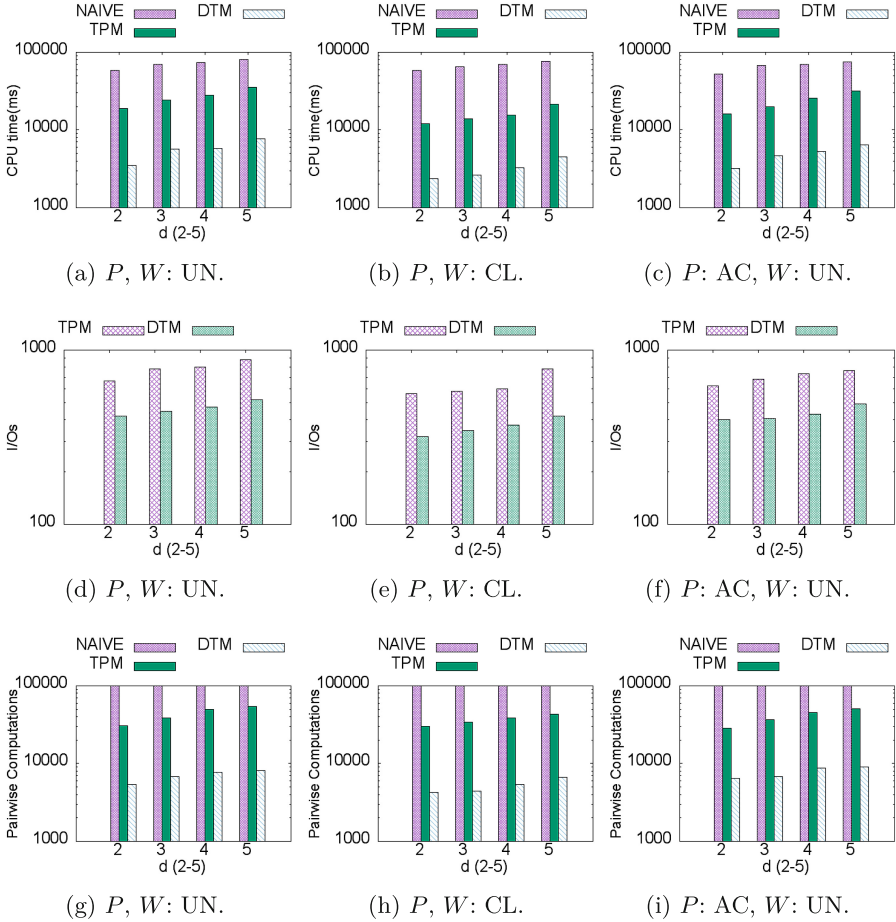 NAIVE DTM NAIVE DTM NAIVE DTM
TPM TPM TPM
100000 100000 100000
CPU time(ms) CPU time(ms) CPU time(ms)
10000 10000 10000
1000 1000 1000
2 3 4 5 2 3 4 5 2 3 4 5
d (2-5) d (2-5) d (2-5)
(a) P, W: UN. (b) P, W: CL. (c) P: AC, W: UN.
TPM DTM TPM DTM TPM DTM
1000 1000 1000
I/Os I/Os I/Os
100 100 100
2 3 4 5 2 3 4 5 2 3 4 5
d (2-5) d (2-5) d (2-5)
(d) P, W: UN. (e) P, W: CL. (f) P: AC, W: UN.
NAIVE DTM NAIVE DTM NAIVE DTM
TPM TPM TPM
100000 100000 100000
Pairwise Computations Pairwise Computations Pairwise Computations
10000 10000 10000
1000 1000 1000
2 3 4 5 2 3 4 5 2 3 4 5
d (2-5) d (2-5) d (2-5)
(g) P, W: UN. (h) P, W: CL. (i) P: AC, W: UN.